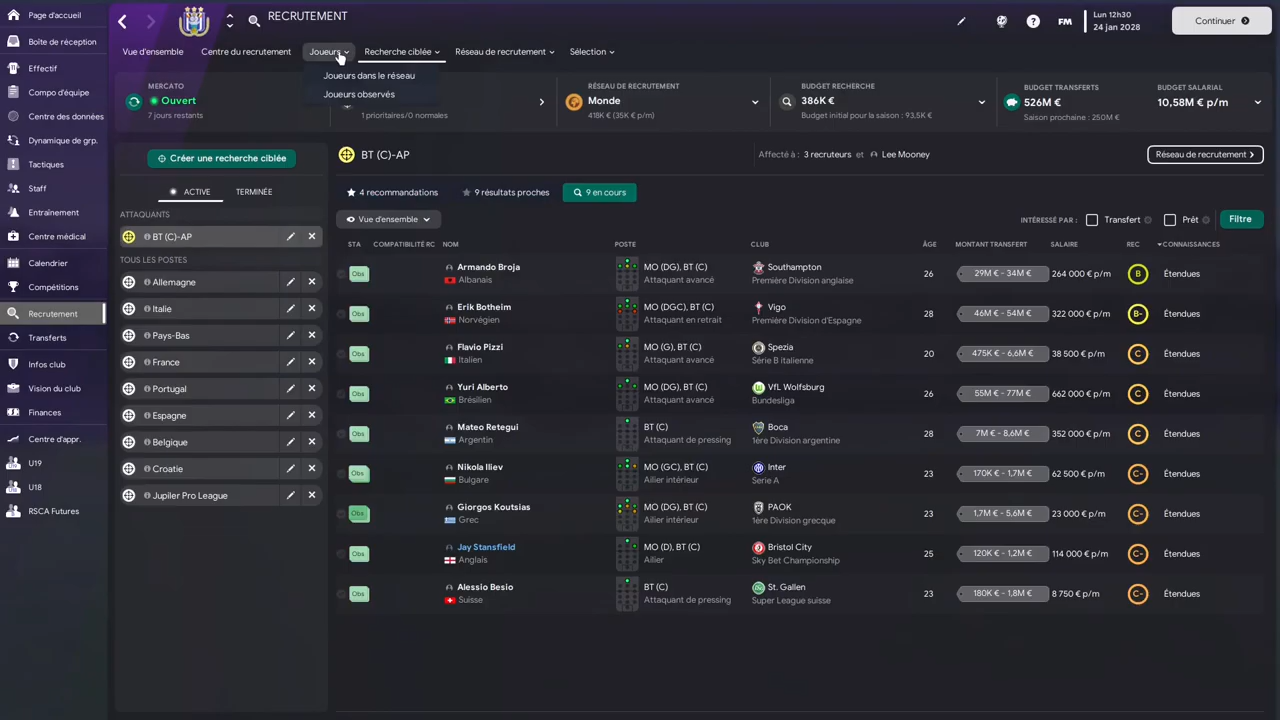 Page d'accueil
RECRUTEMENT
FM
Lun 12h30
24 jan 2028
Continuer
Boîte de réception
Effectif
Compo d'équipe
Centre des données
Dynamique de grp.
Tactiques
Staff
Entraînement
Centre médical
Calendrier
Compétitions
Recrutement
Transferts
Infos club
Vision du club
Finances
Centre d'appr.
U19
U18
RSCA Futures
Vue d'ensemble
Centre du recrutement
Joueurs
Recherche ciblée
Réseau de recrutement
Sélection
Joueurs dans le réseau
Joueurs observés
MERCATO
Ouvert
7 jours restants
1 prioritaires/0 normales
RÉSEAU DE RECRUTEMENT
Monde
418K € (35K € p/m)
BUDGET RECHERCHE
386K €
Budget initial pour la saison : 93,5K €
BUDGET TRANSFERTS
526M €
Saison prochaine : 250M €
BUDGET SALARIAL
10,58M € p/m
Créer une recherche ciblée
ACTIVE
TERMINÉE
ATTAQUANTS
BT (C)-AP
TOUS LES POSTES
Allemagne
Italie
Pays-Bas
France
Portugal
Espagne
Belgique
Croatie
Jupiler Pro League
BT (C)-AP
Affecté à : 3 recruteurs et Lee Mooney
Réseau de recrutement
4 recommandations
9 résultats proches
9 en cours
Vue d'ensemble
INTÉRESSÉ PAR :
Transfert
Prêt
Filtre
STA COMPATIBILITÉ RC NOM POSTE CLUB ÂGE MONTANT TRANSFERT SALAIRE REC CONNAISSANCES
Obs Armando Broja MO (DG), BT (C) Southampton 26 29M € - 34M € 264 000 € p/m B Étendues
Albanais Attaquant avancé Première Division anglaise
Obs Erik Botheim MO (DGC), BT (C) Vigo 28 46M € - 54M € 322 000 € p/m B- Étendues
Norvégien Attaquant en retrait Première Division d'Espagne
Obs Flavio Pizzi MO (G), BT (C) Spezia 20 475K € - 6,6M € 38 500 € p/m C Étendues
Italien Attaquant avancé Série B italienne
Obs Yuri Alberto MO (DG), BT (C) VfL Wolfsburg 26 55M € - 77M € 662 000 € p/m C Étendues
Brésilien Attaquant avancé Bundesliga
Obs Mateo Retegui BT (C) Boca 28 7M € - 8,6M € 352 000 € p/m C Étendues
Argentin Attaquant de pressing 1ère Division argentine
Obs Nikola Iliev MO (GC), BT (C) Inter 23 170K € - 1,7M € 62 500 € p/m C- Étendues
Bulgare Ailier intérieur Serie A
Obs Giorgos Koutsias MO (DG), BT (C) PAOK 23 1,7M € - 5,6M € 23 000 € p/m C- Étendues
Grec Ailier intérieur 1ère Division grecque
Obs Jay Stansfield MO (D), BT (C) Bristol City 25 120K € - 1,2M € 114 000 € p/m C- Étendues
Anglais Ailier Sky Bet Championship
Obs Alessio Besio BT (C) St. Gallen 23 180K € - 1,8M € 8 750 € p/m C- Étendues
Suisse Attaquant de pressing Super League suisse